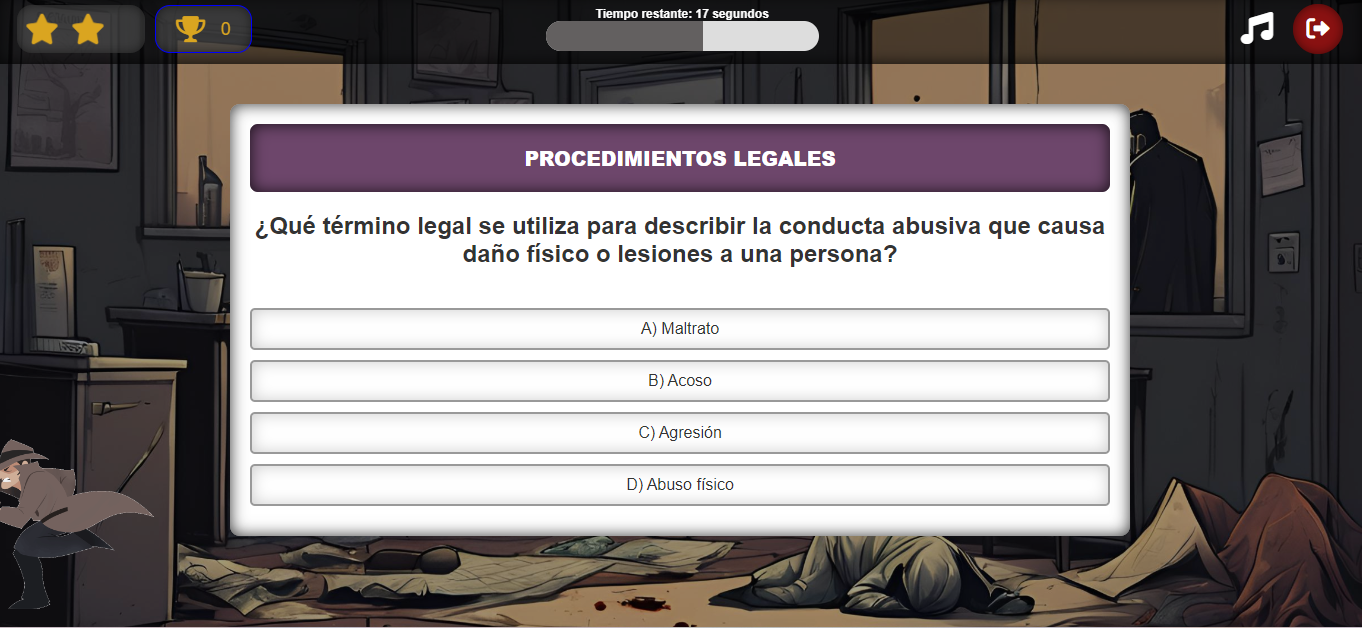 Tiempo restante: 17 segundos
0
PROCEDIMIENTOS LEGALES
¿Qué término legal se utiliza para describir la conducta abusiva que causa
daño físico o lesiones a una persona?
A) Maltrato
B) Acoso
C) Agresión
D) Abuso físico